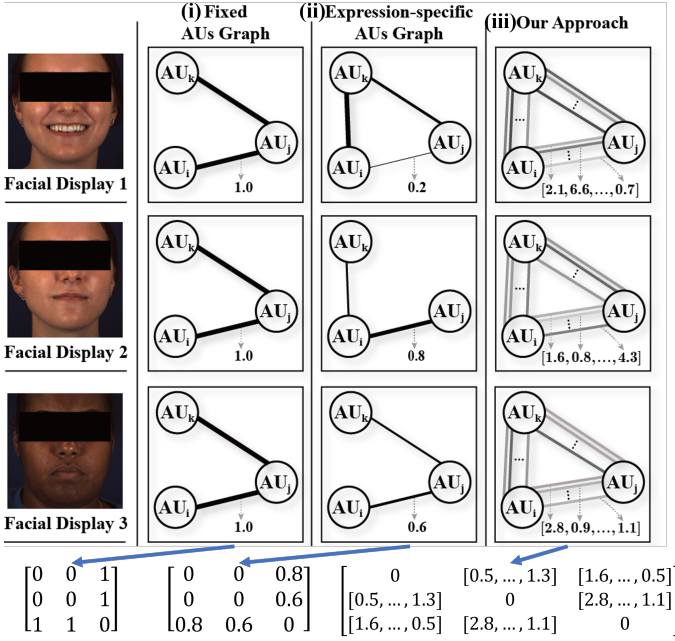 (i) Fixed
AUs Graph
(ii) Expression-specific
AUs Graph
(iii) Our Approach
AUk
AUj
AUi
1.0
AUk
AUj
AUi
0.2
AUk
AUj
AUi
...
...
...
[2.1, 6.6, ..., 0.7]
Facial Display 1
AUk
AUj
AUi
1.0
AUk
AUj
AUi
0.8
AUk
AUj
AUi
...
...
...
[1.6, 0.8, ..., 4.3]
Facial Display 2
AUk
AUj
AUi
1.0
AUk
AUj
AUi
0.6
AUk
AUj
AUi
...
...
...
[2.8, 0.9, ..., 1.1]
Facial Display 3
[0 0 1
0 0 1
1 1 0]
[0 0 0.8
0 0 0.6
0.8 0.6 0]
[0 [0.5, ... , 1.3] [1.6, ... , 0.5]
[0.5, ... , 1.3] 0 [2.8, ... , 1.1]
[1.6, ... , 0.5] [2.8, ... , 1.1] 0]